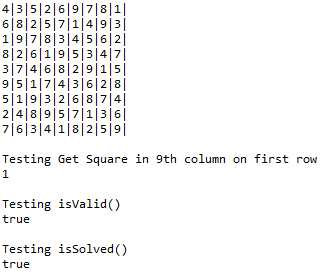 4|3|5|2|6|9|7|8|1|
6|8|2|5|7|1|4|9|3|
1|9|7|8|3|4|5|6|2|
8|2|6|1|9|5|3|4|7|
3|7|4|6|8|2|9|1|5|
9|5|1|7|4|3|6|2|8|
5|1|9|3|2|6|8|7|4|
2|4|8|9|5|7|1|3|6|
7|6|3|4|1|8|2|5|9|
Testing Get Square in 9th column on first row
1
Testing isValid()
true
Testing isSolved()
true